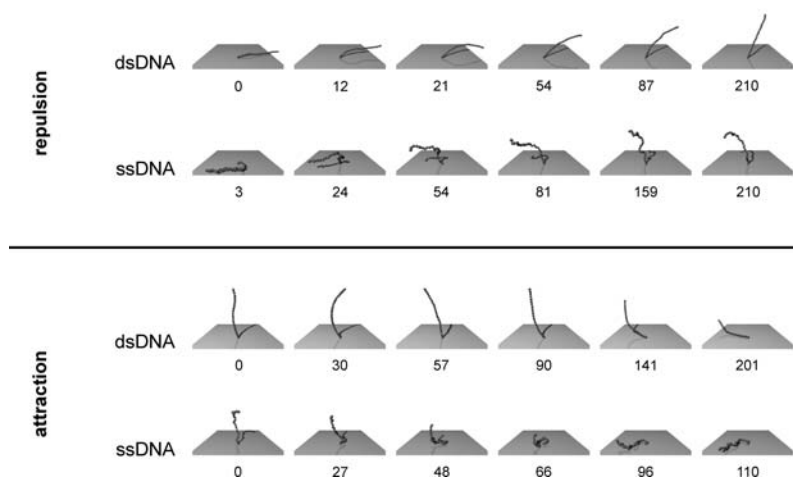 repulsion
dsDNA
0 12 21 54 87 210
ssDNA
3 24 54 81 159 210
attraction
dsDNA
0 30 57 90 141 201
ssDNA
0 27 48 66 96 110